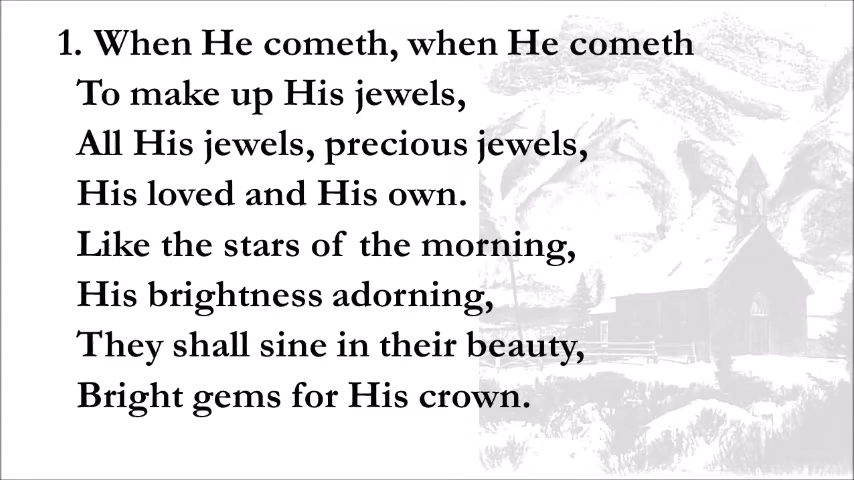 1. When He cometh, when He cometh
To make up His jewels,
All His jewels, precious jewels,
His loved and His own.
Like the stars of the morning,
His brightness adorning,
They shall sine in their beauty,
Bright gems for His crown.